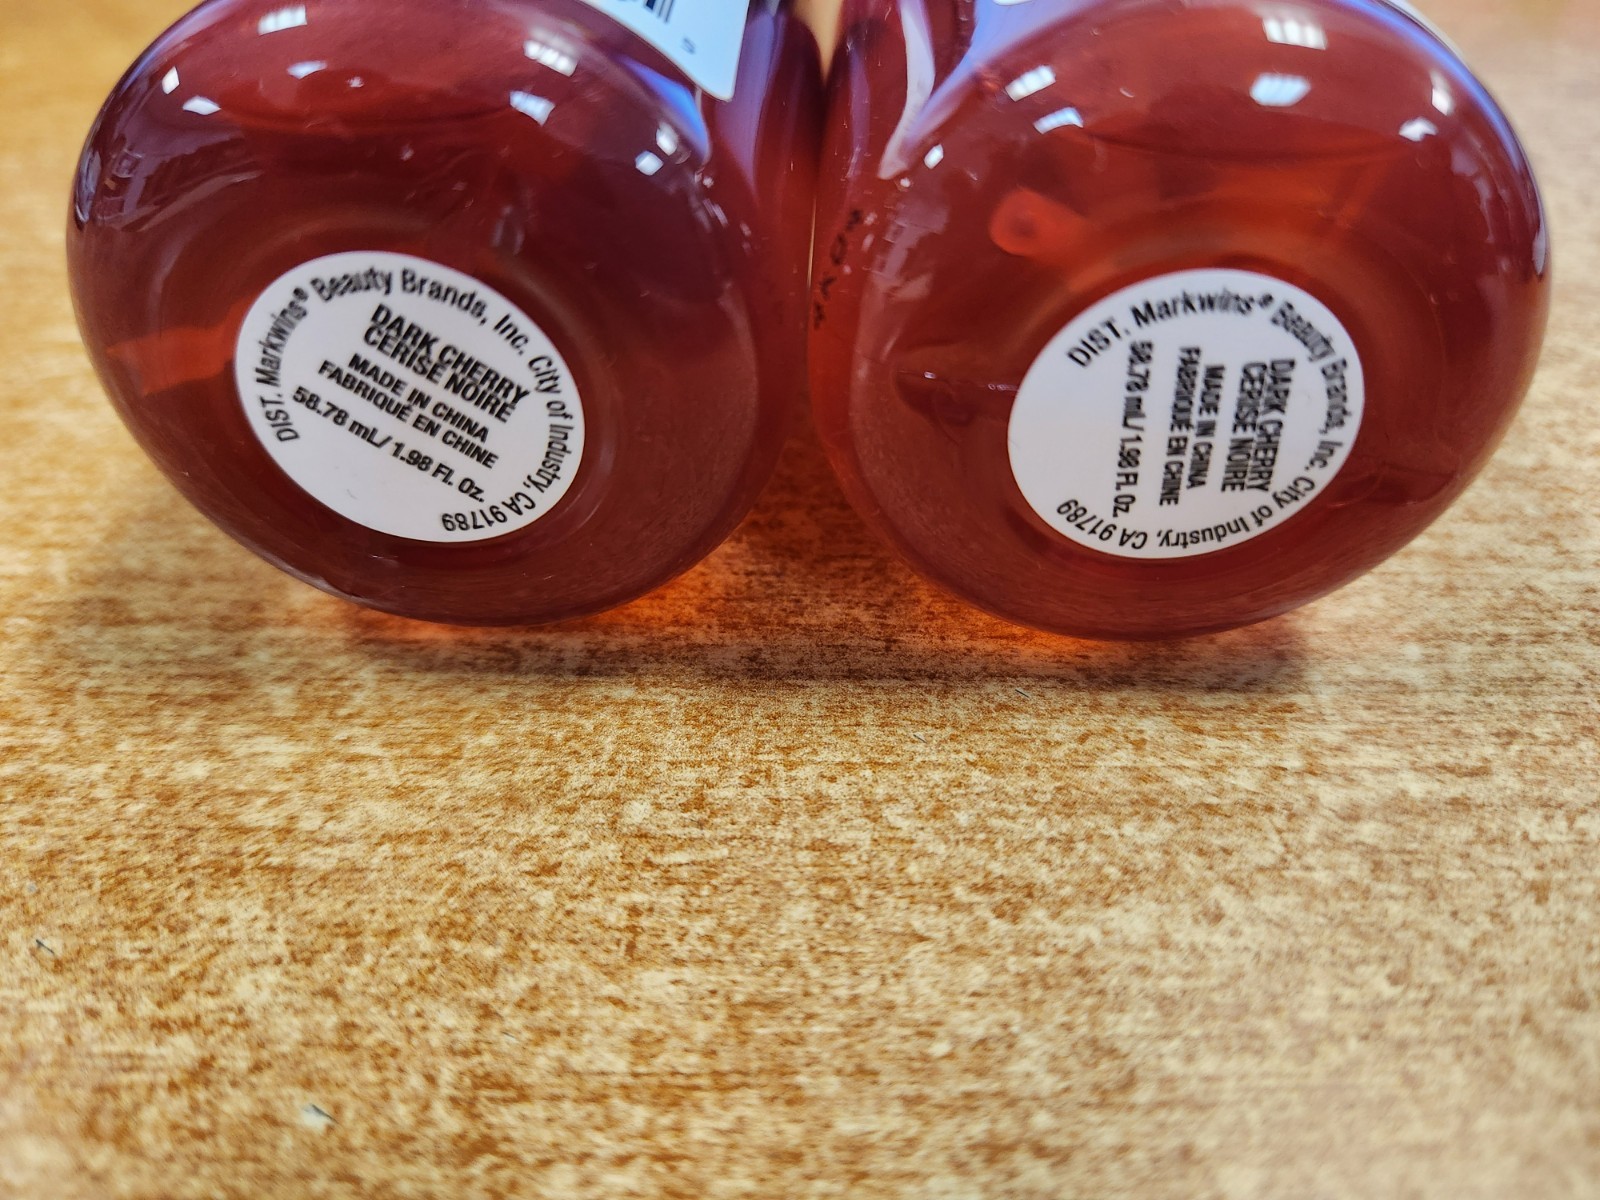 DIST. Markwins® Beauty Brands, Inc. City of Industry, CA 91789
DARK CHERRY
CERISE NOIRE
MADE IN CHINA
FABRIQUÉ EN CHINE
58.78 mL/ 1.98 Fl. Oz.
5
DIST. Markwins® Beauty Brands, Inc. City of Industry, CA 91789
DARK CHERRY
CERISE NOIRE
MADE IN CHINA
FABRIQUÉ EN CHINE
58.78 mL/ 1.98 Fl. Oz.